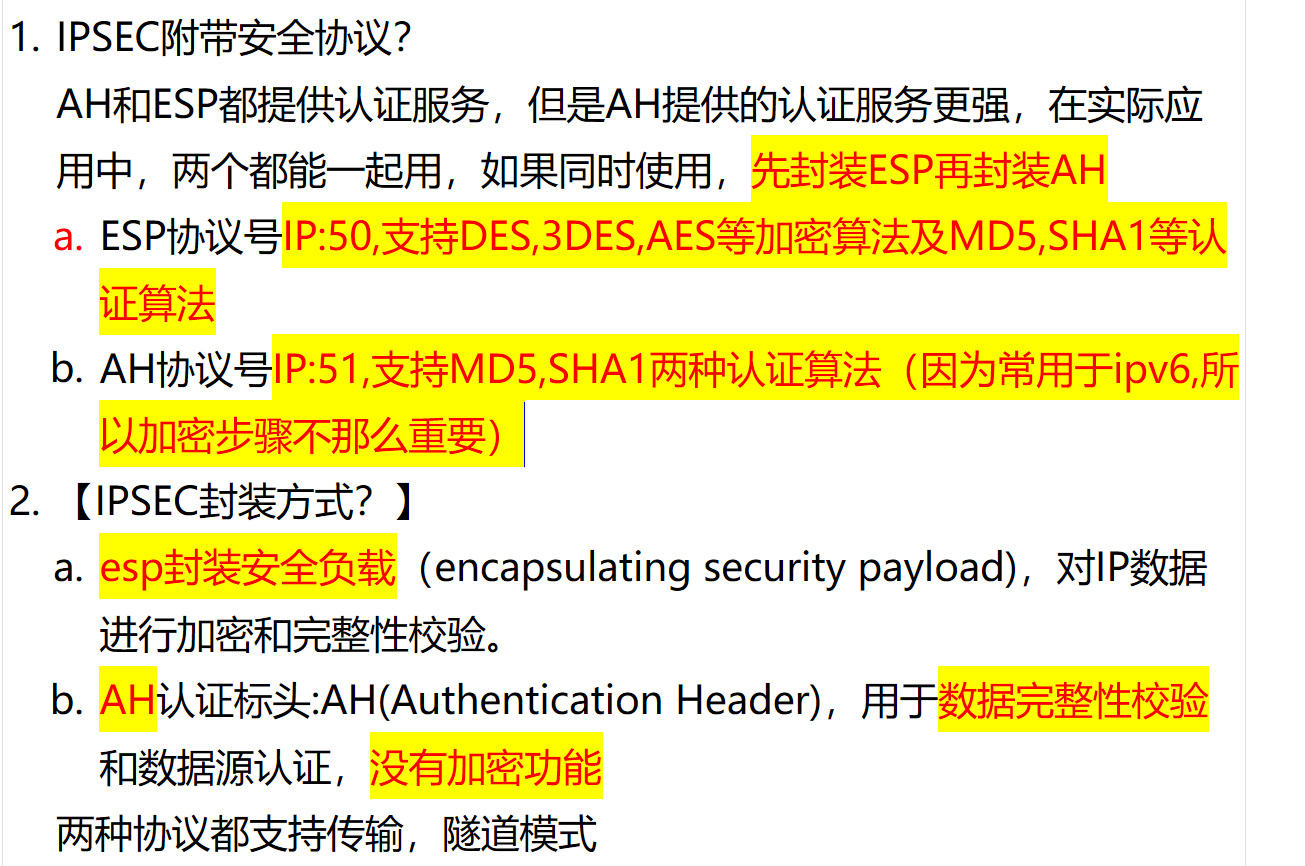 1. IPSEC附带安全协议？
AH和ESP都提供认证服务，但是AH提供的认证服务更强，在实际应
用中，两个都能一起用，如果同时使用，先封装ESP再封装AH
a. ESP协议号IP:50,支持DES,3DES,AES等加密算法及MD5,SHA1等认
证算法
b. AH协议号IP:51,支持MD5,SHA1两种认证算法（因为常用于ipv6,所
以加密步骤不那么重要）
2. 【IPSEC封装方式？】
a. esp封装安全负载（encapsulating security payload)，对IP数据
进行加密和完整性校验。
b. AH认证标头:AH(Authentication Header)，用于数据完整性校验
和数据源认证，没有加密功能
两种协议都支持传输，隧道模式